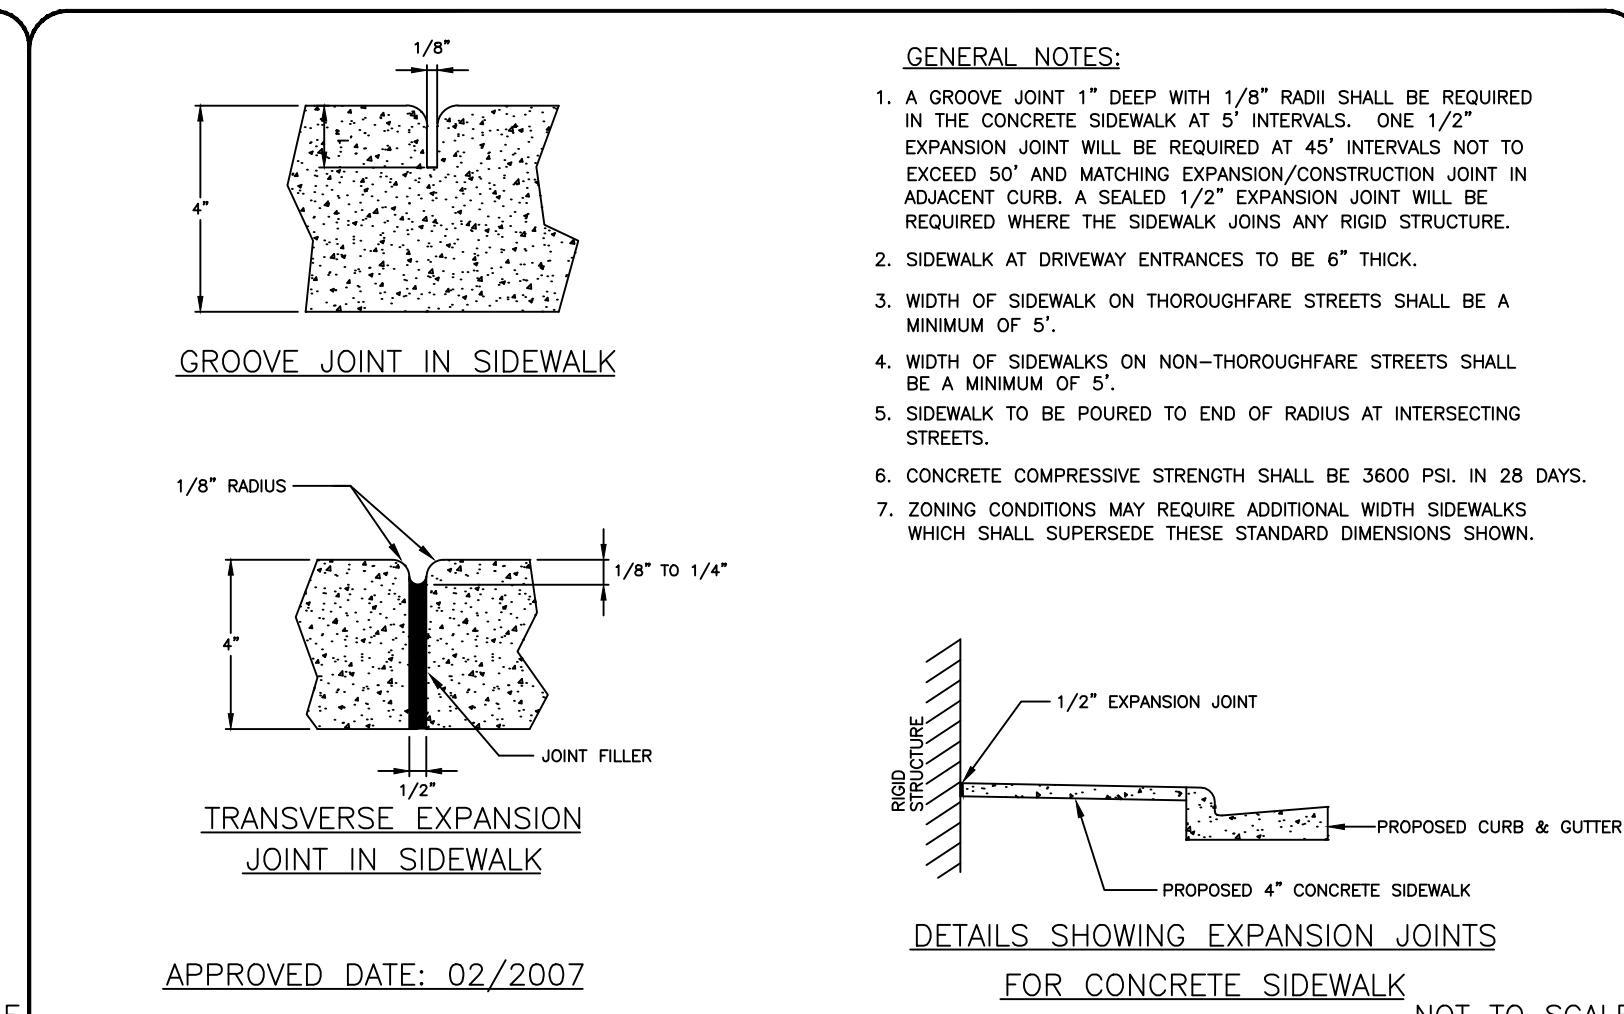 1/8"
1"
4"
GROOVE JOINT IN SIDEWALK
1/8" RADIUS
1/8" TO 1/4"
4"
JOINT FILLER
1/2"
TRANSVERSE EXPANSION
JOINT IN SIDEWALK
APPROVED DATE: 02/2007
GENERAL NOTES:
1. A GROOVE JOINT 1" DEEP WITH 1/8" RADII SHALL BE REQUIRED
IN THE CONCRETE SIDEWALK AT 5' INTERVALS. ONE 1/2"
EXPANSION JOINT WILL BE REQUIRED AT 45' INTERVALS NOT TO
EXCEED 50' AND MATCHING EXPANSION/CONSTRUCTION JOINT IN
ADJACENT CURB. A SEALED 1/2" EXPANSION JOINT WILL BE
REQUIRED WHERE THE SIDEWALK JOINS ANY RIGID STRUCTURE.
2. SIDEWALK AT DRIVEWAY ENTRANCES TO BE 6" THICK.
3. WIDTH OF SIDEWALK ON THOROUGHFARE STREETS SHALL BE A
MINIMUM OF 5'.
4. WIDTH OF SIDEWALKS ON NON-THOROUGHFARE STREETS SHALL
BE A MINIMUM OF 5'.
5. SIDEWALK TO BE POURED TO END OF RADIUS AT INTERSECTING
STREETS.
6. CONCRETE COMPRESSIVE STRENGTH SHALL BE 3600 PSI. IN 28 DAYS.
7. ZONING CONDITIONS MAY REQUIRE ADDITIONAL WIDTH SIDEWALKS
WHICH SHALL SUPERSEDE THESE STANDARD DIMENSIONS SHOWN.
RIGID
STRUCTURE
1/2" EXPANSION JOINT
PROPOSED CURB & GUTTER
PROPOSED 4" CONCRETE SIDEWALK
DETAILS SHOWING EXPANSION JOINTS
FOR CONCRETE SIDEWALK
NOT TO SCALE